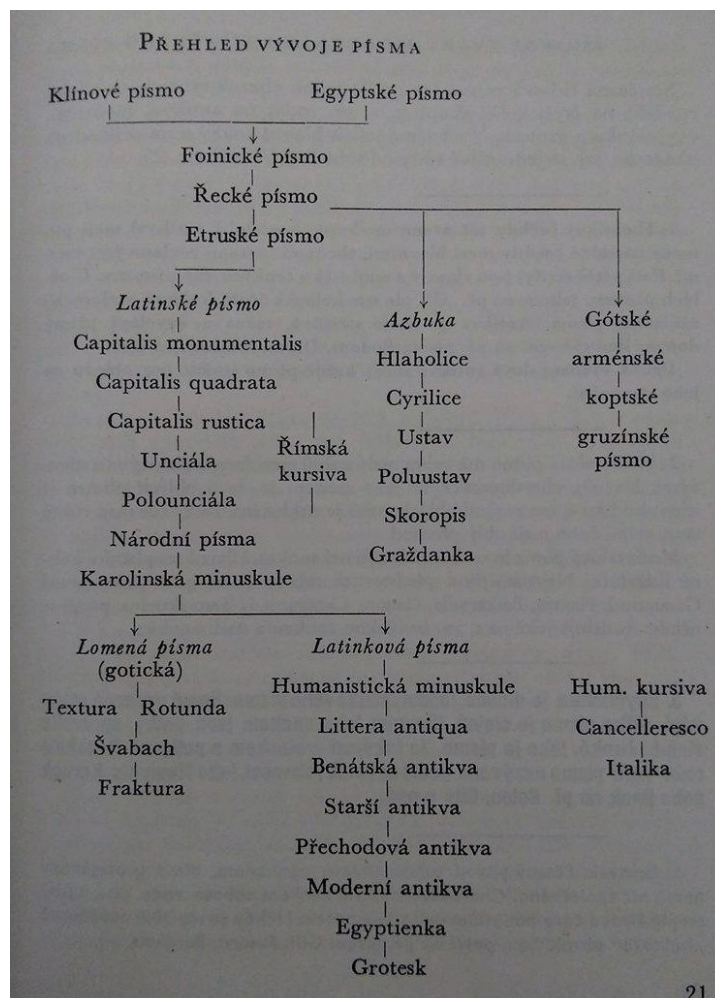 PŘEHLED VÝVOJE PÍSMA
Klínové písmo Egyptské písmo
Foinické písmo
Řecké písmo
Etruské písmo
Latinské písmo
Capitalis monumentalis
Capitalis quadrata
Capitalis rustica
Unciála
Polounciála
Národní písma
Karolinská minuskule
Římská
kursiva
Azbuka
Hlaholice
Cyrilice
Ustav
Poluustav
Skoropis
Graždanka
Gótské
arménské
koptské
gruzínské
písmo
Lomená písma
(gotická)
Textura Rotunda
Švabach
Fraktura
Latinková písma
Humanistická minuskule
Littera antiqua
Benátská antikva
Starší antikva
Přechodová antikva
Moderní antikva
Egyptienka
Grotesk
Hum. kursiva
Cancelleresco
Italika
21